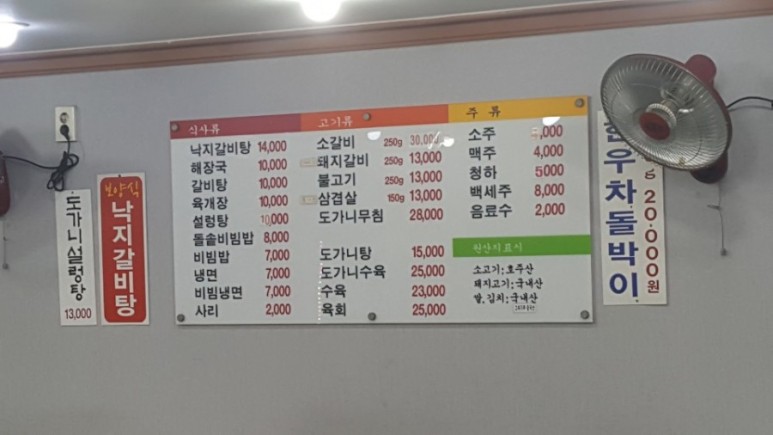 도가니설렁탕
13,000
보양식
낙지갈비탕
식사류
낙지갈비탕 14,000
해장국 10,000
갈비탕 10,000
육개장 10,000
설렁탕 10,000
돌솥비빔밥 8,000
비빔밥 7,000
냉면 7,000
비빔냉면 7,000
사리 2,000
고기류
소갈비 250g 30,000
돼지갈비 250g 13,000
불고기 250g 13,000
삼겹살 150g 13,000
도가니무침 28,000
도가니탕 15,000
도가니수육 25,000
수육 23,000
육회 25,000
주류
소주
맥주 4,000
청하 5000
백세주 8,000
음료수 2,000
원산지표시
소고기:호주산
돼지고기:국내산
쌀,김치:국내산
한우차돌박이
20,000원